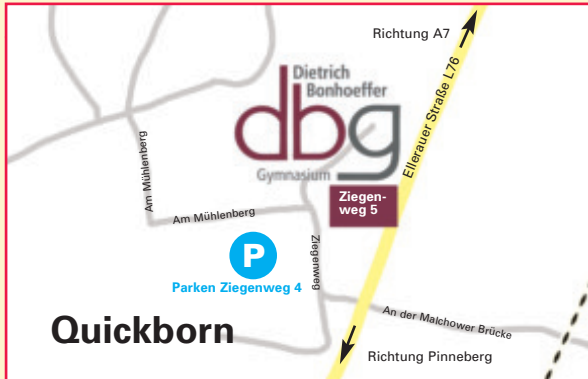 Richtung A7
Dietrich
Bonhoeffer
dbg
Gymnasium
Ellerauer Straße L76
Ziegen-
weg 5
Am Mühlenberg
Am Mühlenberg
Ziegenweg
P
Parken Ziegenweg 4
An der Malchower Brücke
Quickborn
Richtung Pinneberg